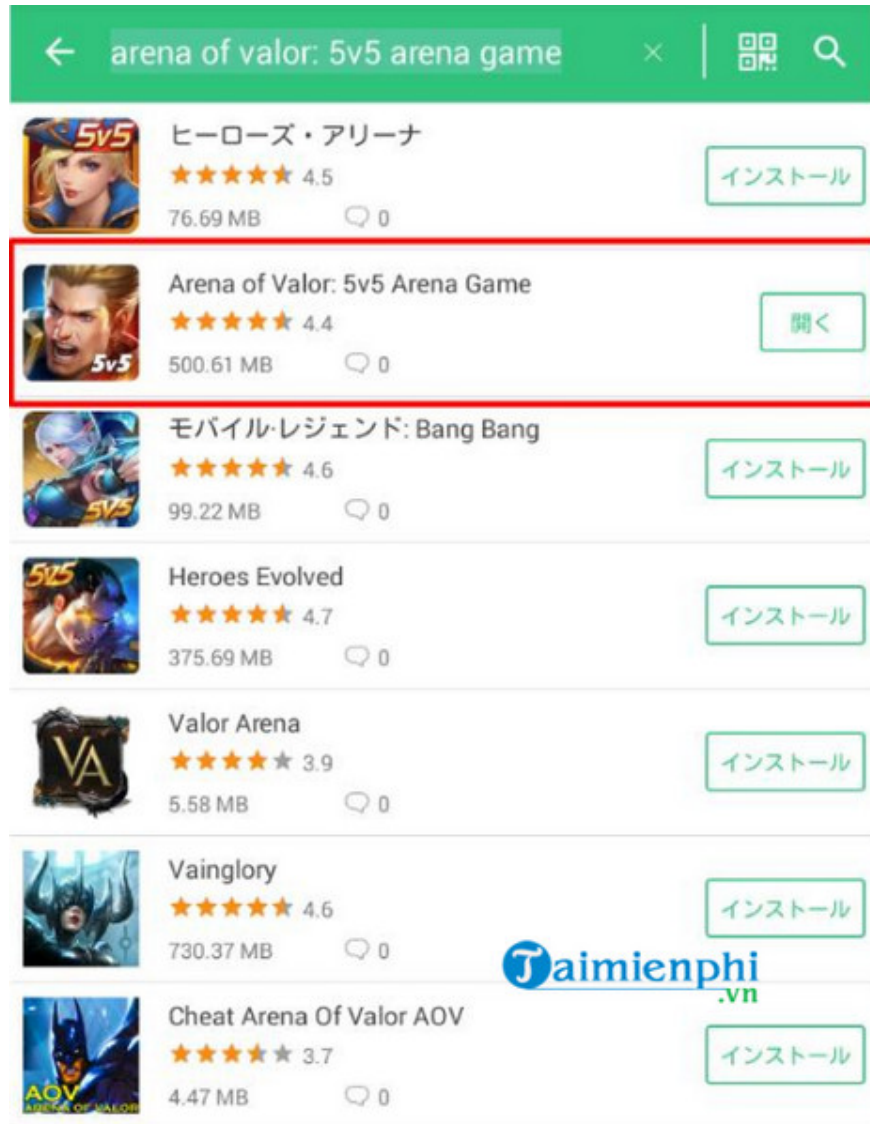 arena of valor: 5v5 arena game
5v5
ヒーローズ・アリーナ
4.5
インストール
76.69 MB
0
Arena of Valor: 5v5 Arena Game
4.4
開く
5v5
500.61 MB
0
モバイル·レジェンド: Bang Bang
4.6
インストール
5V5
99.22 MB
0
5V5
Heroes Evolved
4.7
インストール
375.69 MB
0
Valor Arena
VA
3.9
インストール
5.58 MB
0
Vainglory
4.6
インストール
730.37 MB
0
Taimienphi
.vn
Cheat Arena Of Valor AOV
3.7
インストール
AOV
ARENA OF VALOR
4.47 MB
0